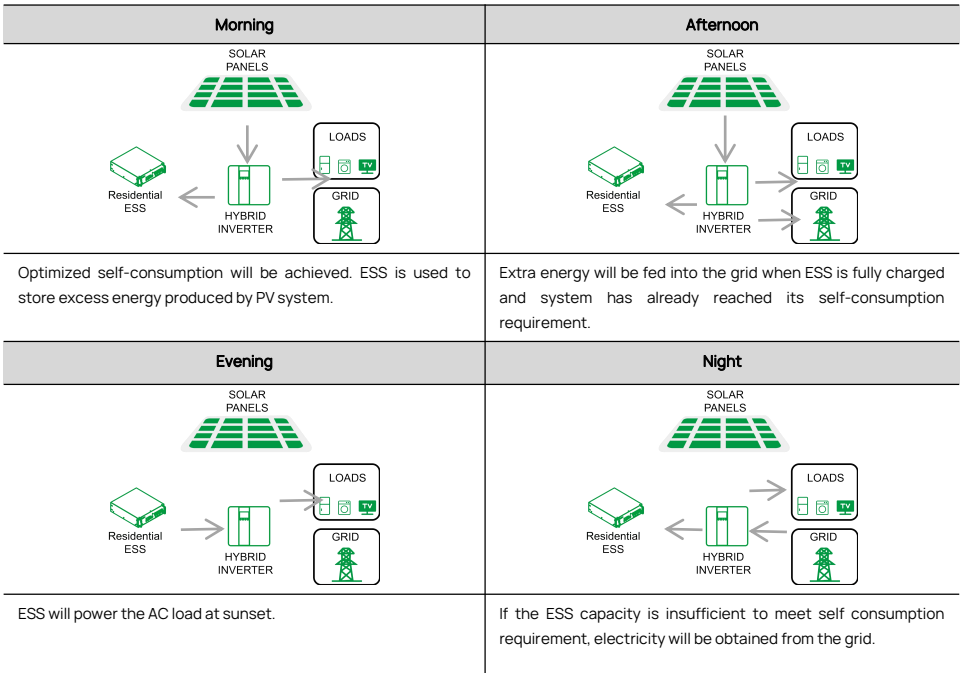 Morning
Afternoon
SOLAR
PANELS
LOADS
TV
Residential
ESS
HYBRID
INVERTER
GRID
SOLAR
PANELS
LOADS
TV
Residential
ESS
HYBRID
INVERTER
GRID
Optimized self-consumption will be achieved. ESS is used to
store excess energy produced by PV system.
Extra energy will be fed into the grid when ESS is fully charged
and system has already reached its self-consumption
requirement.
Evening
Night
SOLAR
PANELS
LOADS
TV
Residential
ESS
HYBRID
INVERTER
GRID
SOLAR
PANELS
LOADS
TV
Residential
ESS
HYBRID
INVERTER
GRID
ESS will power the AC load at sunset.
If the ESS capacity is insufficient to meet self consumption
requirement, electricity will be obtained from the grid.